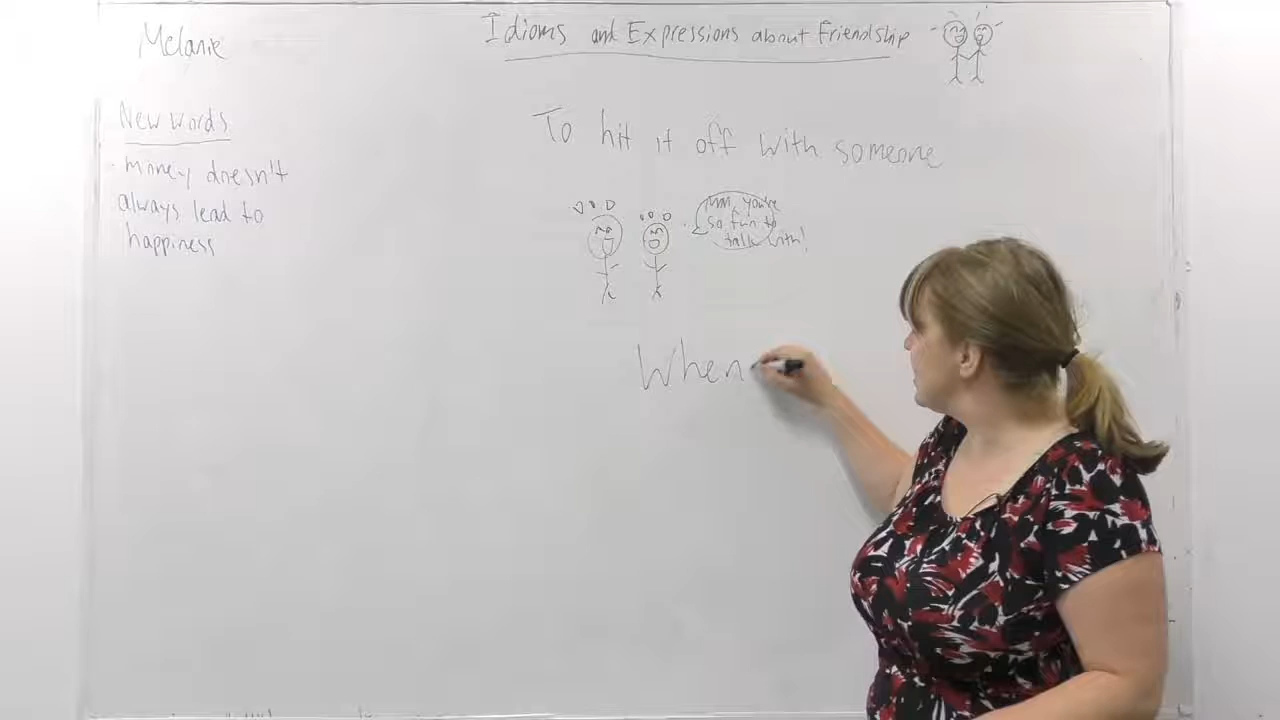 Melanie
Idioms and Expressions about Friendship
New words
money doesn't
always lead to
happiness
To hit it off with someone
you're
so fun to
talk with!
When